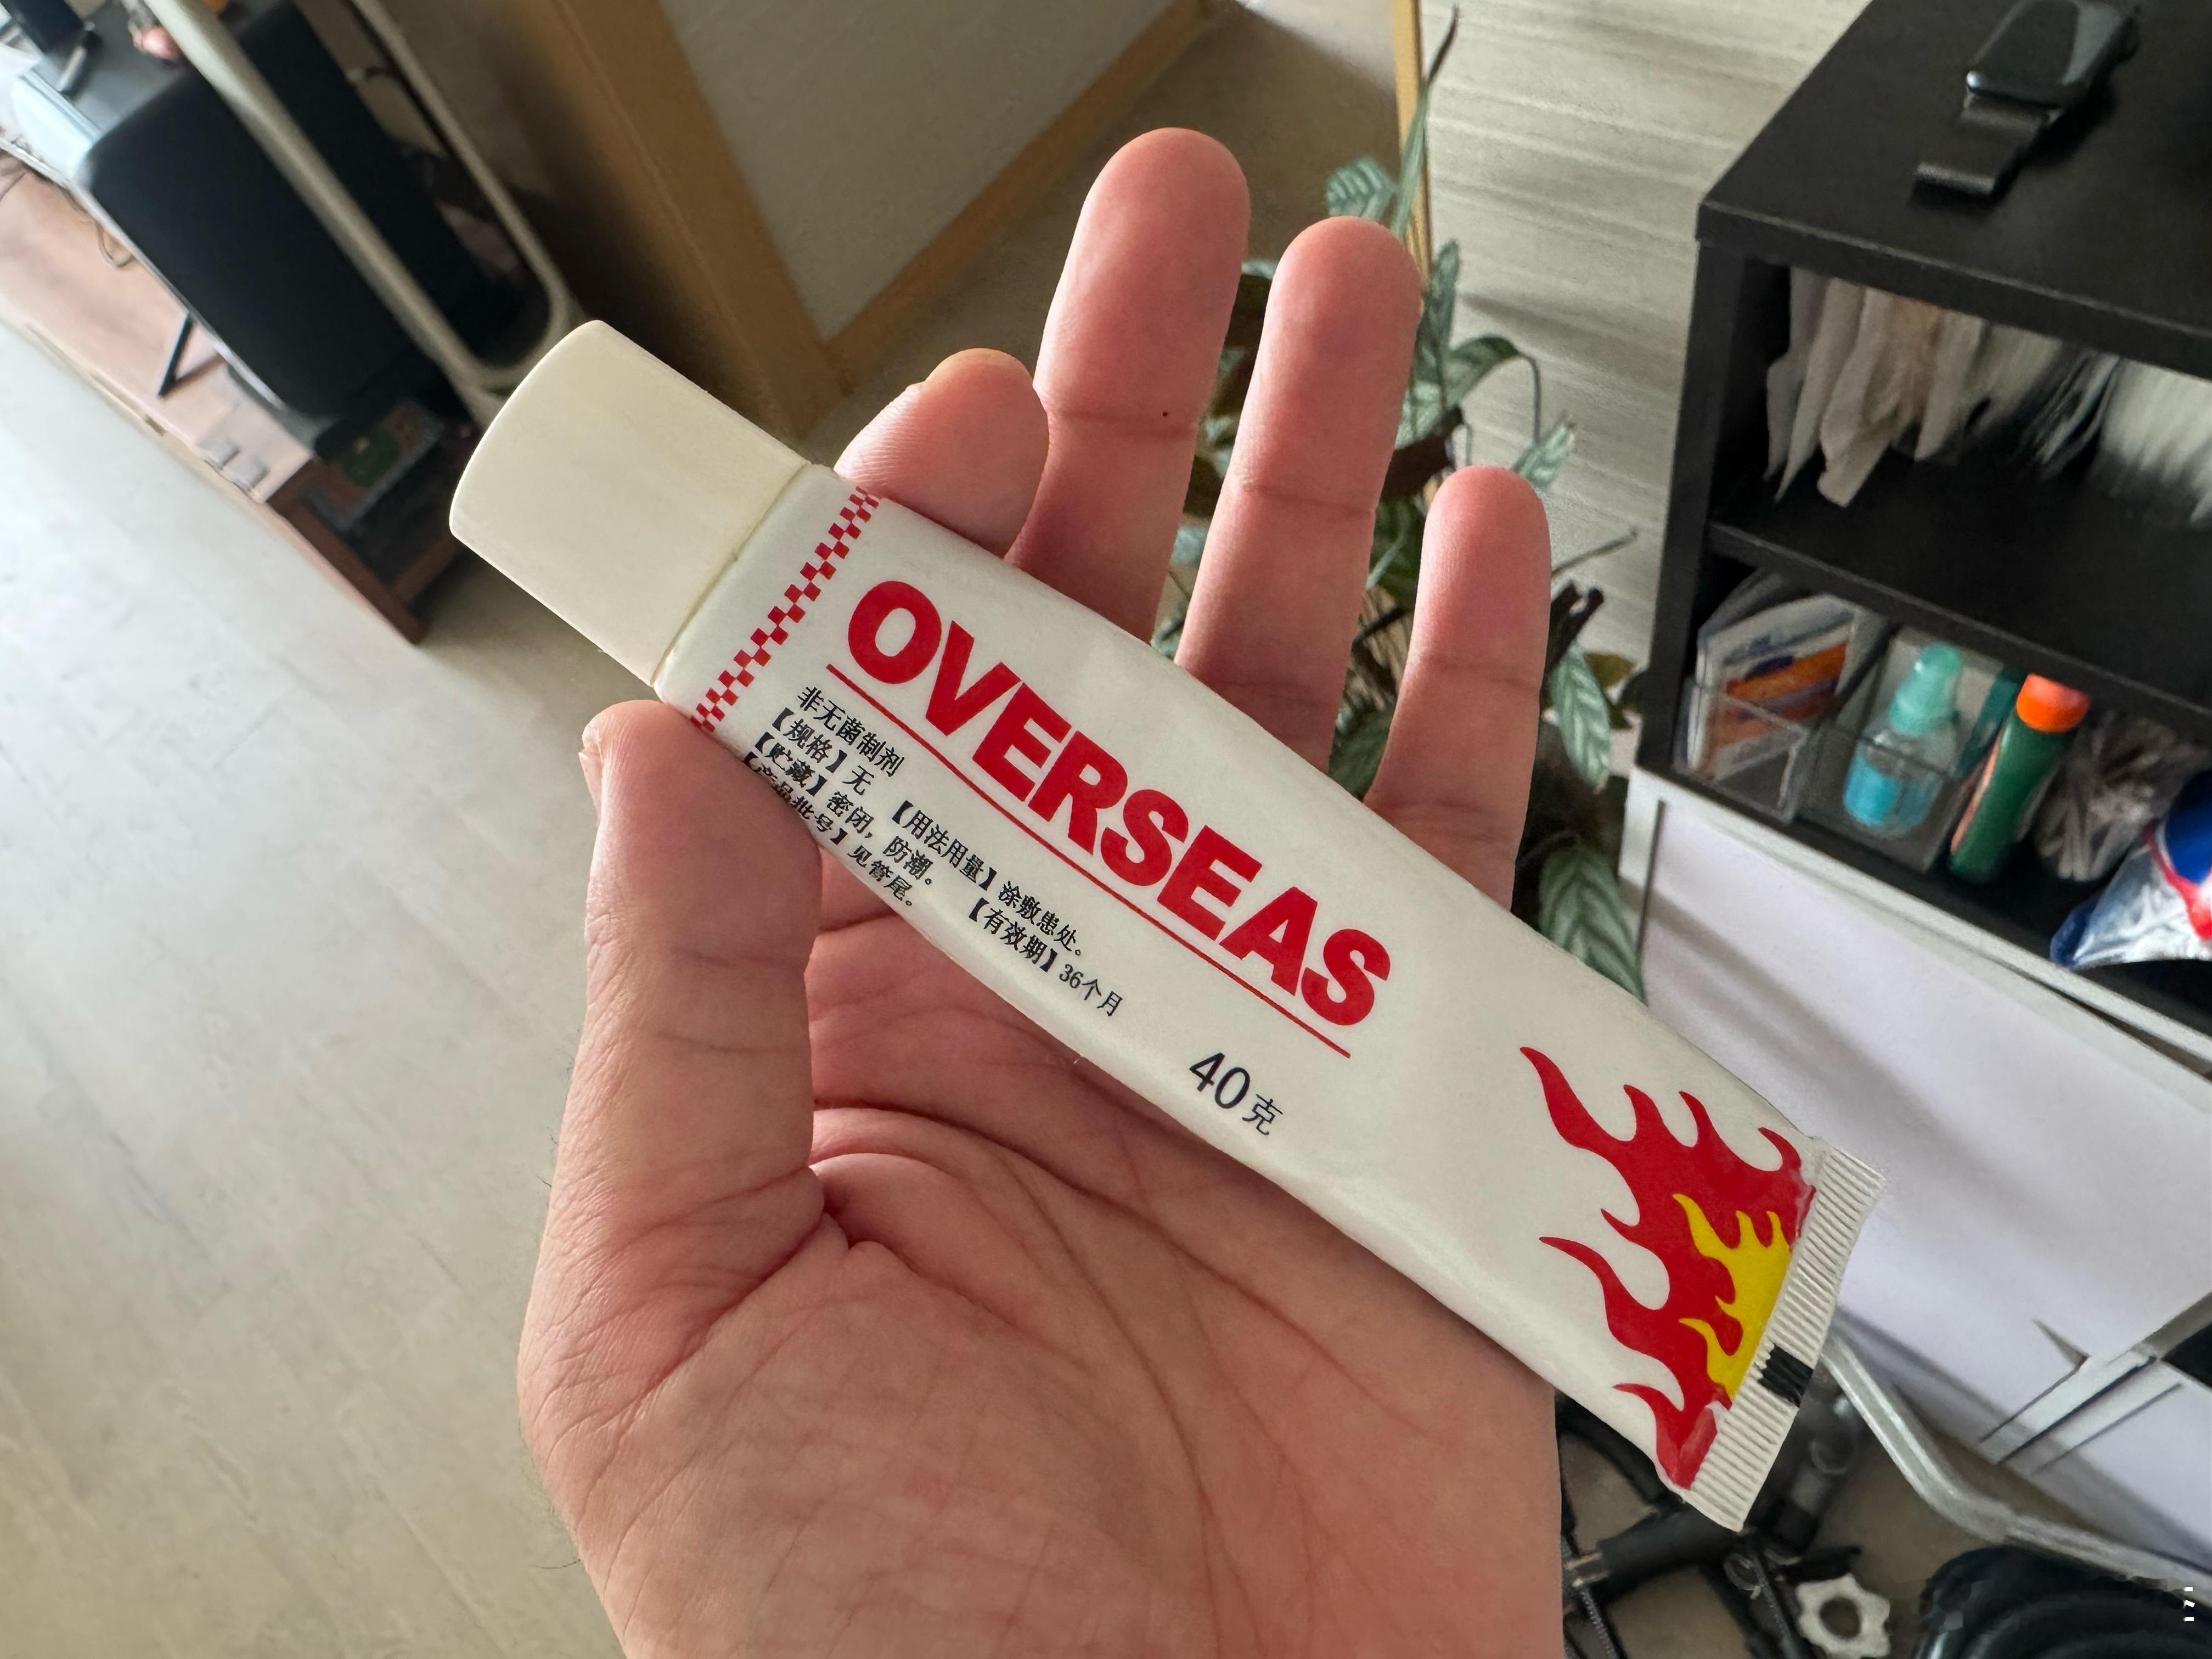 OVERSEAS
非无菌制剂
【规格】无 【用法用量】涂敷患处。
【贮藏】密闭，防潮。 【有效期】36个月
【产品批号】见管尾。
40克